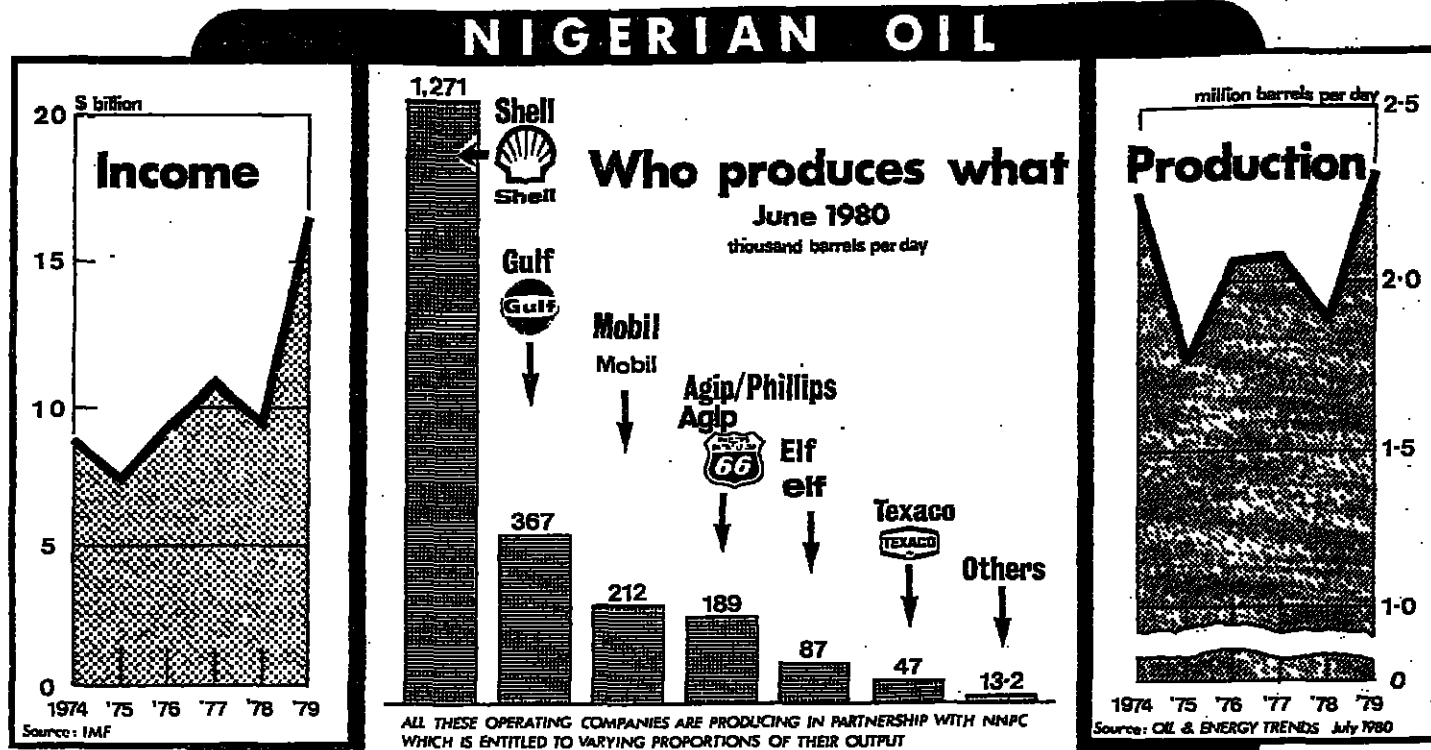 NIGERIAN OIL
$ billion
Income
20
15
10
5
0
1974 '75 '76 '77 '78 '79
Source: IMF
Who produces what
June 1980
thousand barrels per day
1,271
Shell
Shell
Gulf
Gulf
367
Mobil
Mobil
212
Agip/Phillips
Agip
66
189
Elf
elf
87
Texaco
TEXACO
47
Others
13·2
ALL THESE OPERATING COMPANIES ARE PRODUCING IN PARTNERSHIP WITH NNPC
WHICH IS ENTITLED TO VARYING PROPORTIONS OF THEIR OUTPUT
million barrels per day
Production
2·5
2·0
1·5
1·0
0
1974 '75 '76 '77 '78 '79
Source: OIL & ENERGY TRENDS July 1980